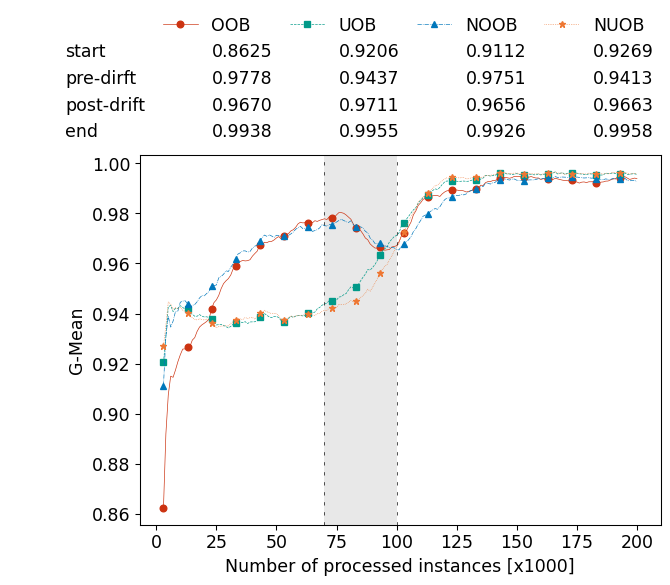 OOB UOB NOOB NUOB
start 0.8625 0.9206 0.9112 0.9269
pre-dirft 0.9778 0.9437 0.9751 0.9413
post-drift 0.9670 0.9711 0.9656 0.9663
end 0.9938 0.9955 0.9926 0.9958
1.00
0.98
0.96
0.94
0.92
0.90
0.88
0.86
G-Mean
0 25 50 75 100 125 150 175 200
Number of processed instances [x1000]